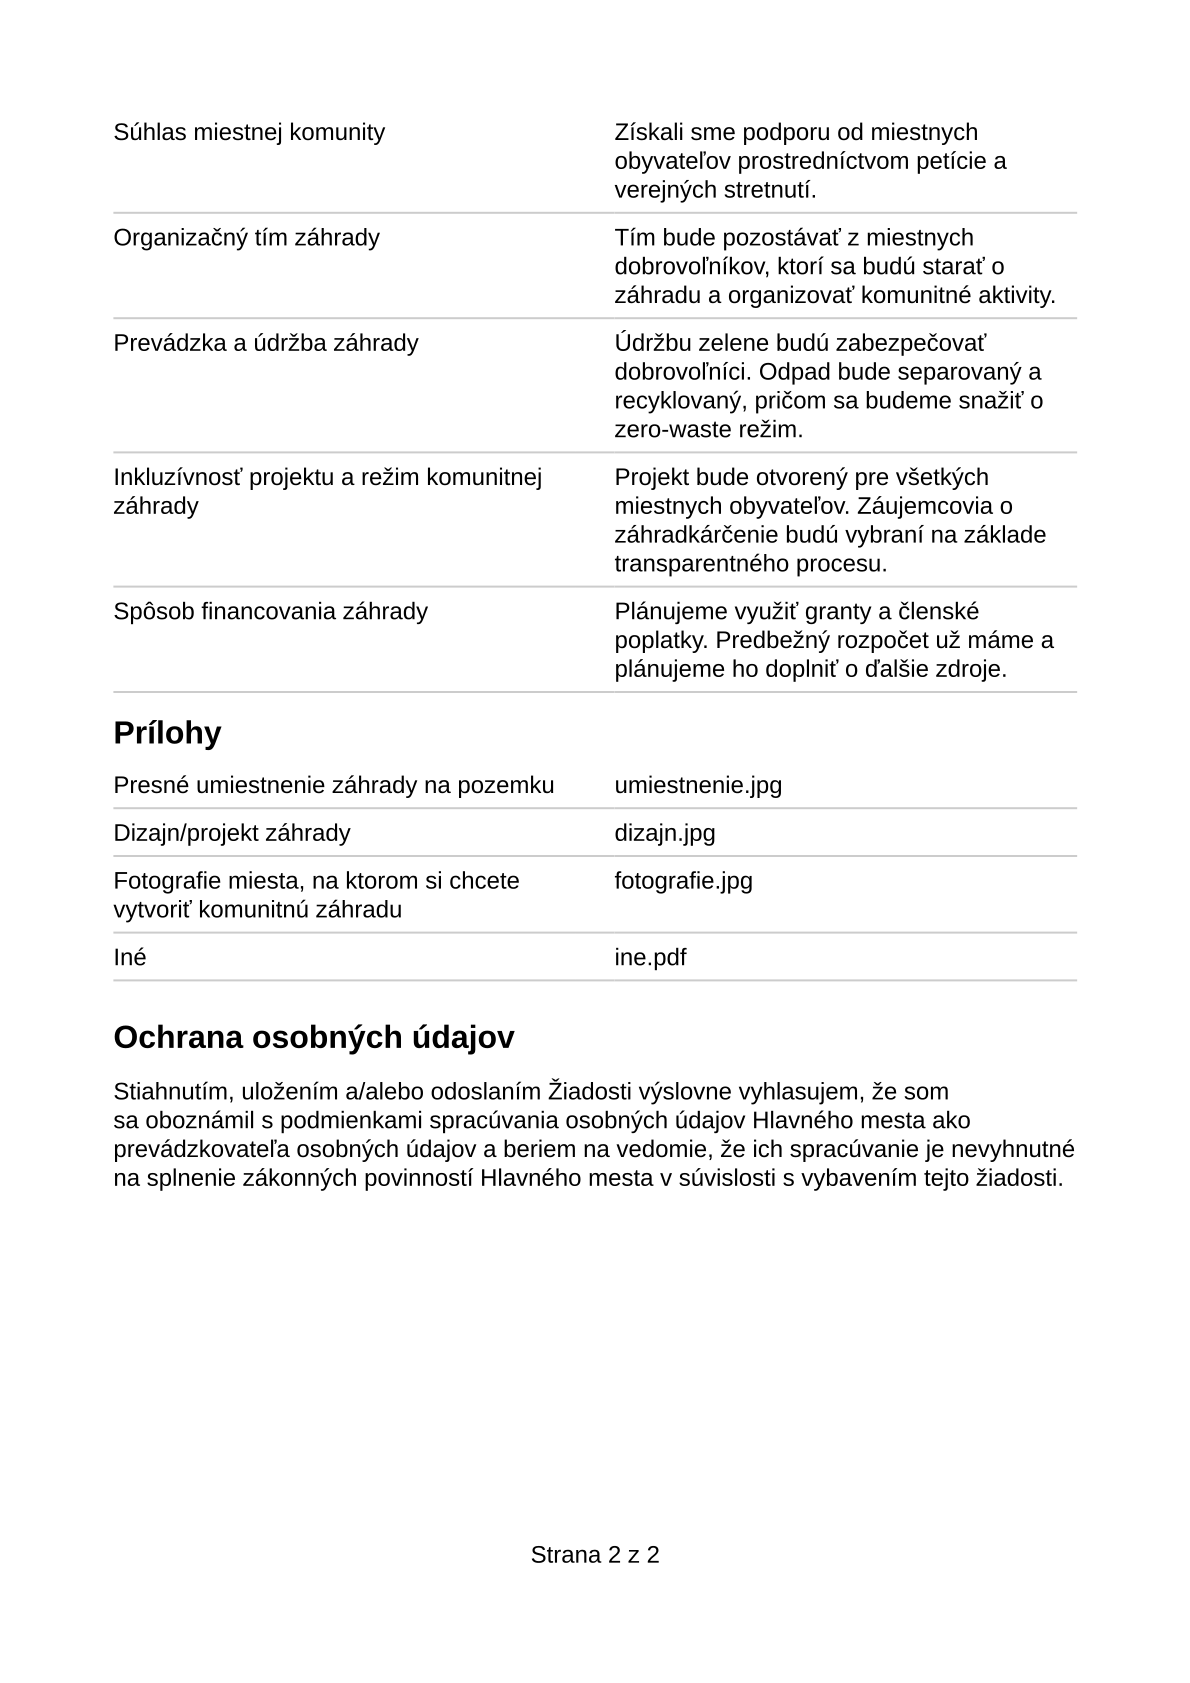 Súhlas miestnej komunity
Získali sme podporu od miestnych
obyvateľov prostredníctvom petície a
verejných stretnutí.
Organizačný tím záhrady
Tím bude pozostávať z miestnych
dobrovoľníkov, ktorí sa budú starať o
záhradu a organizovať komunitné aktivity.
Prevádzka a údržba záhrady
Údržbu zelene budú zabezpečovať
dobrovoľníci. Odpad bude separovaný a
recyklovaný, pričom sa budeme snažiť o
zero-waste režim.
Inkluzívnosť projektu a režim komunitnej
záhrady
Projekt bude otvorený pre všetkých
miestnych obyvateľov. Záujemcovia o
záhradkárčenie budú vybraní na základe
transparentného procesu.
Spôsob financovania záhrady
Plánujeme využiť granty a členské
poplatky. Predbežný rozpočet už máme a
plánujeme ho doplniť o ďalšie zdroje.
Prílohy
Presné umiestnenie záhrady na pozemku
umiestnenie.jpg
Dizajn/projekt záhrady
dizajn.jpg
Fotografie miesta, na ktorom si chcete
vytvoriť komunitnú záhradu
fotografie.jpg
Iné
ine.pdf
Ochrana osobných údajov
Stiahnutím, uložením a/alebo odoslaním Žiadosti výslovne vyhlasujem, že som
sa oboznámil s podmienkami spracúvania osobných údajov Hlavného mesta ako
prevádzkovateľa osobných údajov a beriem na vedomie, že ich spracúvanie je nevyhnutné
na splnenie zákonných povinností Hlavného mesta v súvislosti s vybavením tejto žiadosti.
Strana 2 z 2